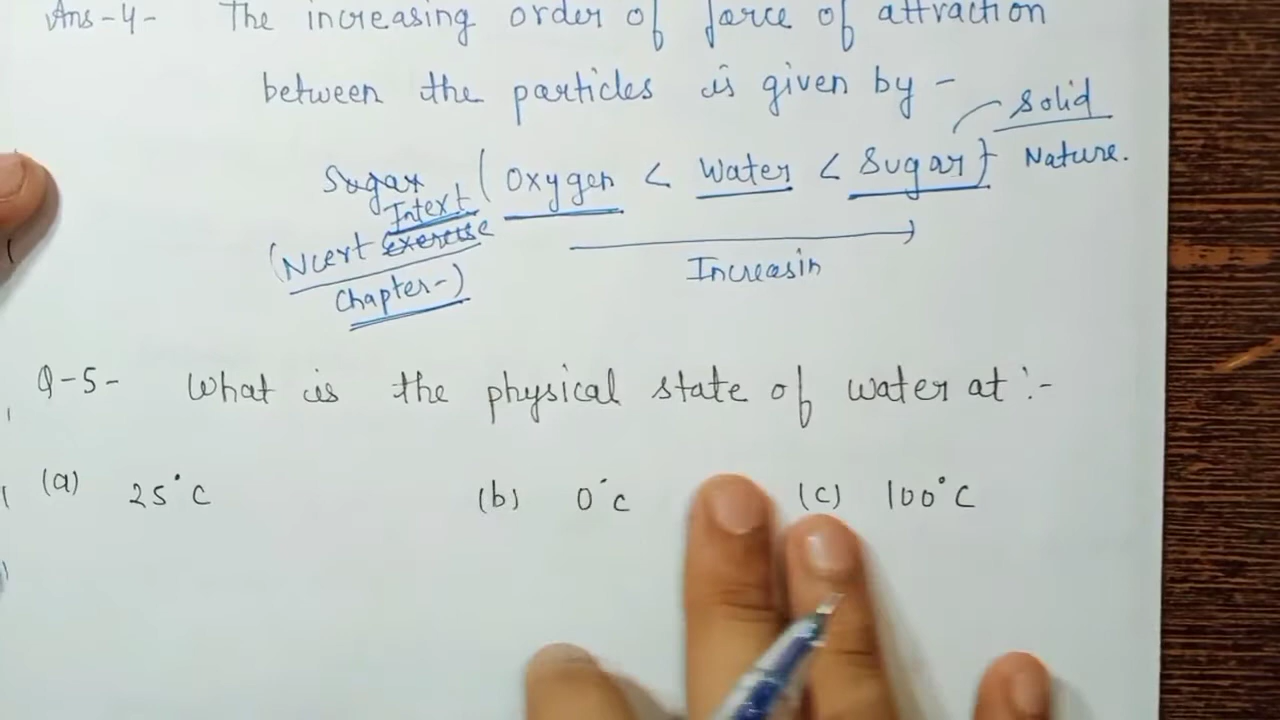 Ans-4- The increasing order of force of attraction
between the particles is given by -
Solid
Sugar (Oxygen < Water < Sugar) Nature.
Intext
(Ncert Exercise
Chapter-)
Increasin
Q-5- What is the physical state of water at :-
(a) 25°C (b) 0°C (c) 100°C